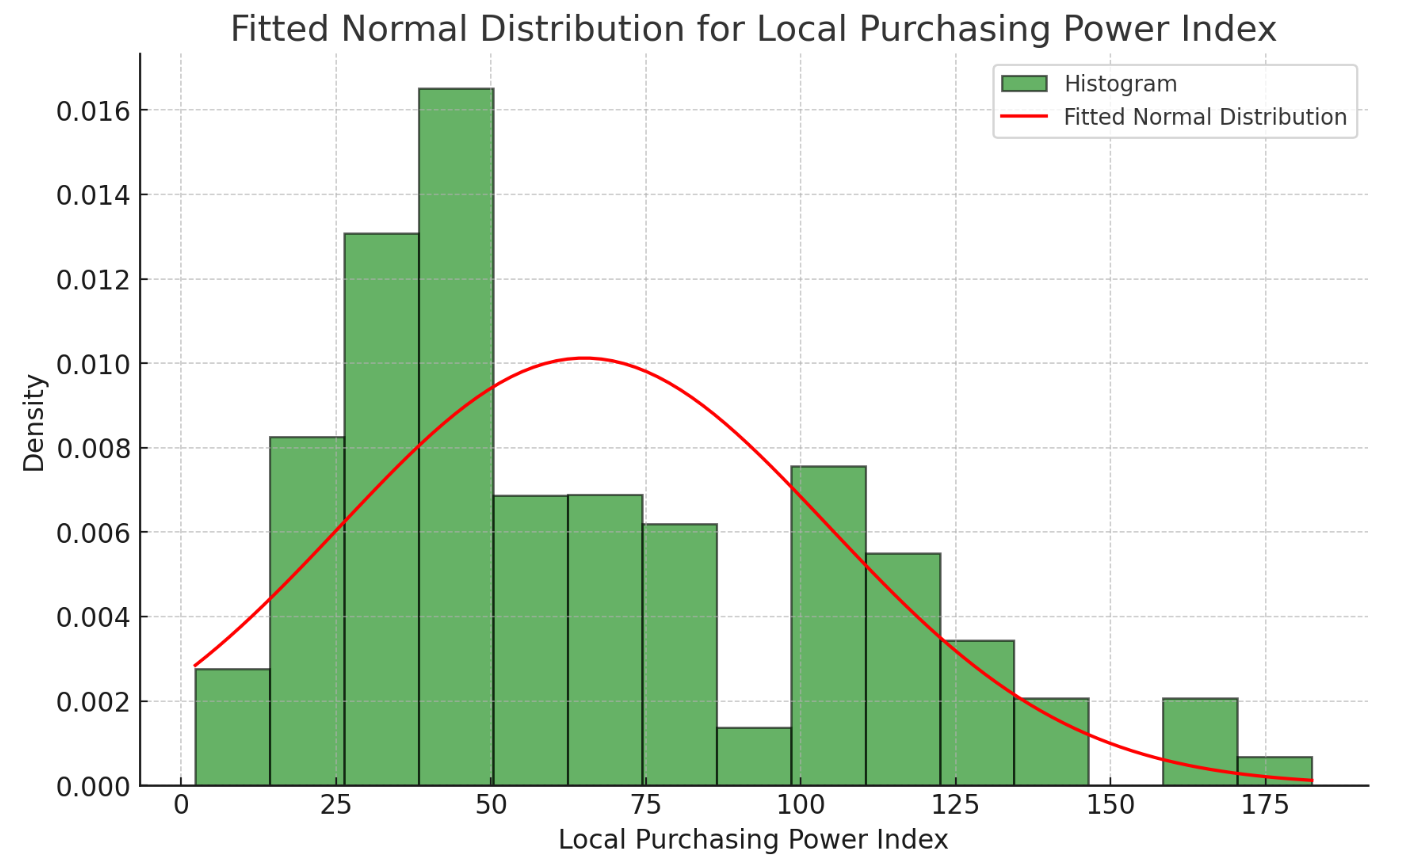 Fitted Normal Distribution for Local Purchasing Power Index
Histogram
Fitted Normal Distribution
0.016
0.014
0.012
0.010
0.008
0.006
0.004
0.002
0.000
Density
0 25 50 75 100 125 150 175
Local Purchasing Power Index